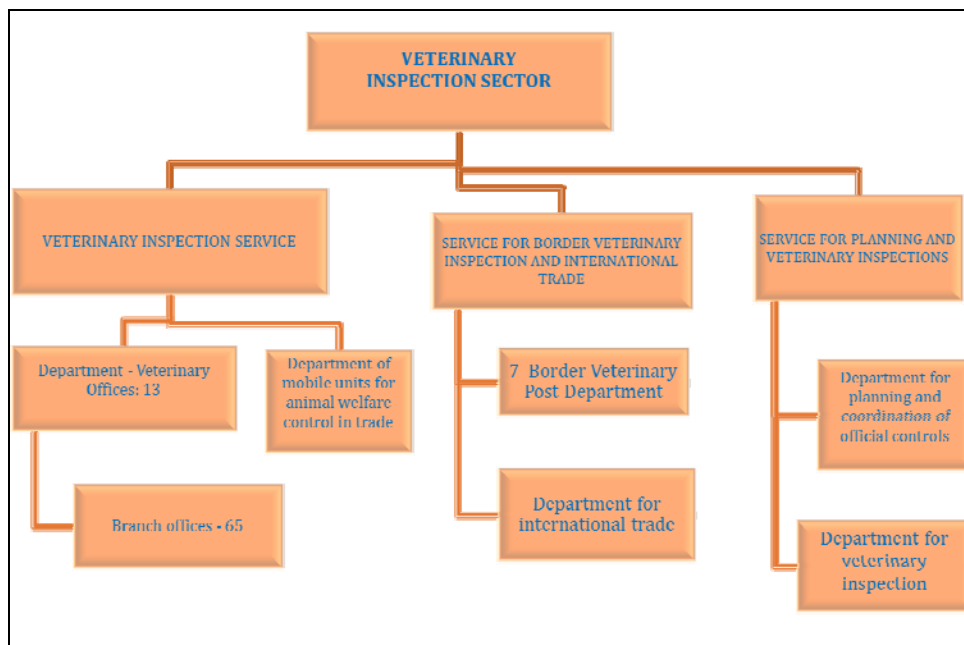 VETERINARY
INSPECTION SECTOR
VETERINARY INSPECTION SERVICE
SERVICE FOR BORDER VETERINARY
INSPECTION AND INTERNATIONAL
TRADE
SERVICE FOR PLANNING AND
VETERINARY INSPECTIONS
Department - Veterinary
Offices: 13
Department of
mobile units for
animal welfare
control in trade
Branch offices - 65
7 Border Veterinary
Post Department
Department for
international trade
Department for
planning and
coordination of
official controls
Department for
veterinary
inspection